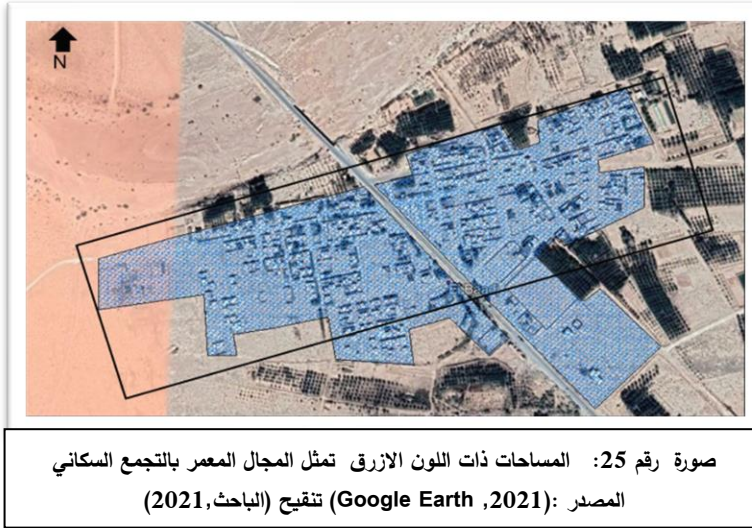 N
صورة رقم 25: المساحات ذات اللون الازرق تمثل المجال المعمر بالتجمع السكاني
المصدر :(Google Earth ,2021) تنقيح (الباحث,2021)